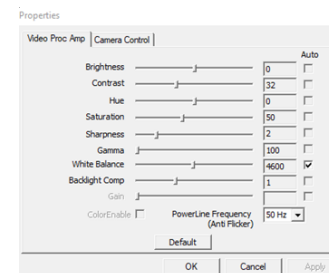 Properties
Video Proc Amp Camera Control
Auto
Brightness 0
Contrast 32
Hue 0
Saturation 50
Sharpness 2
Gamma 100
White Balance 4600
Backlight Comp 1
Gain
ColorEnable PowerLine Frequency 50 Hz
(Anti Flicker)
Default
OK Cancel Apply